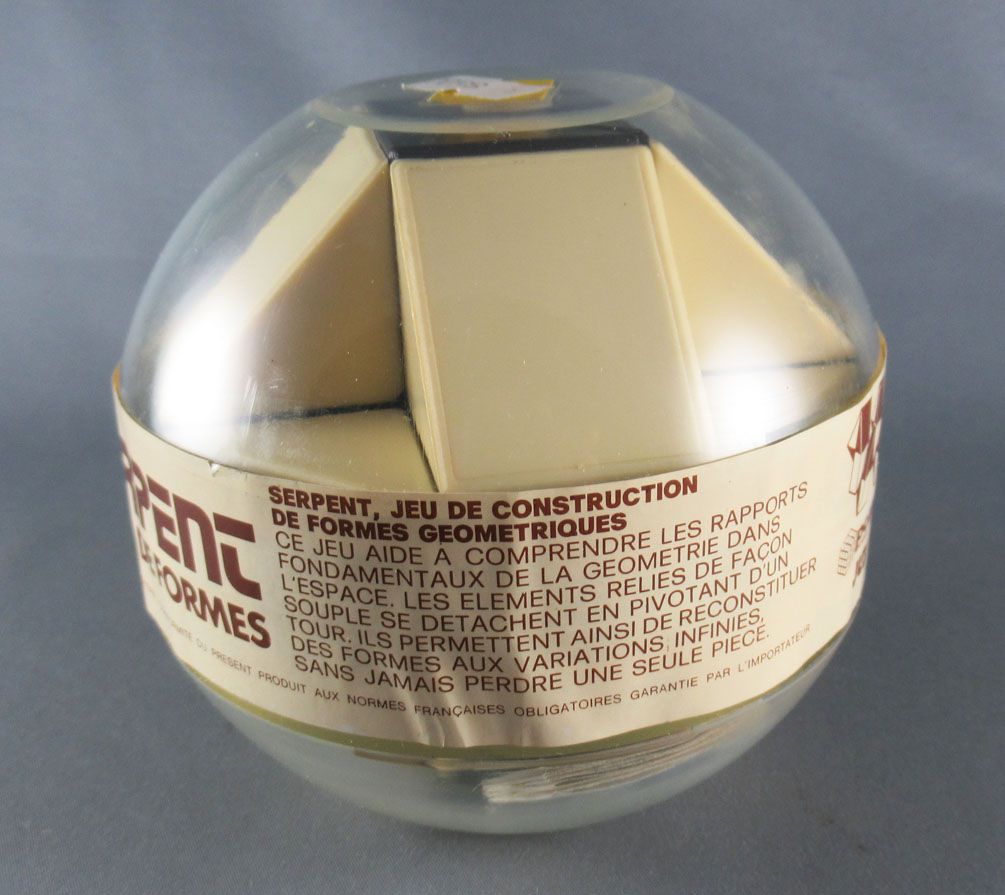 SERPENT, JEU DE CONSTRUCTION
DE FORMES GEOMETRIQUES
CE JEU AIDE A COMPRENDRE LES RAPPORTS
FONDAMENTAUX DE LA GEOMETRIE DANS
L'ESPACE. LES ELEMENTS RELIES DE FAÇON
SOUPLE SE DETACHENT EN PIVOTANT D'UN
TOUR. ILS PERMETTENT AINSI DE RECONSTITUER
DES FORMES AUX VARIATIONS INFINIES,
SANS JAMAIS PERDRE UNE SEULE PIECE.
RPENT
DE FORMES
DU PRESENT PRODUIT AUX NORMES FRANÇAISES OBLIGATOIRES GARANTIE PAR L'IMPORTATEUR